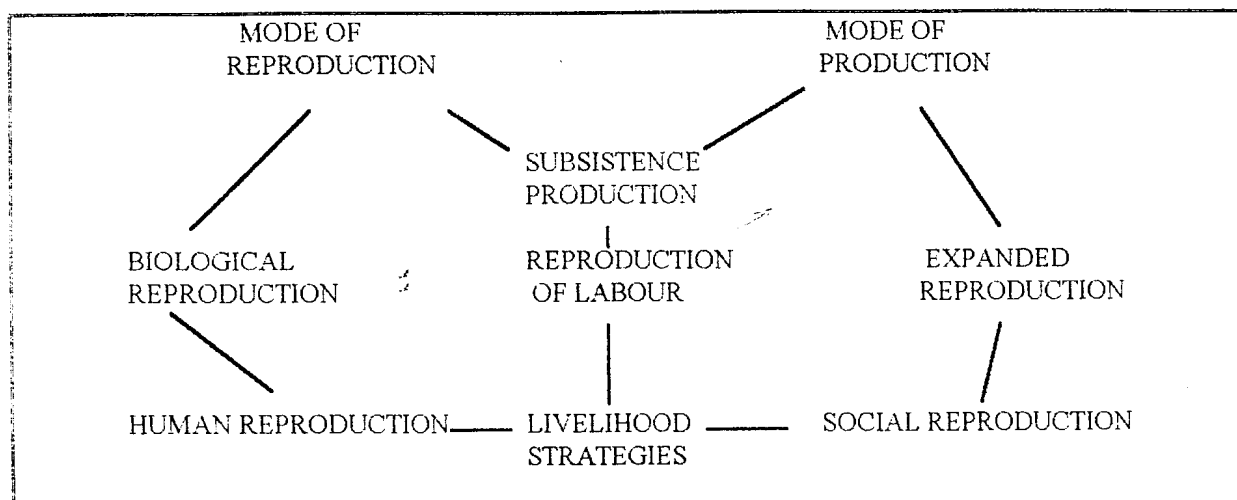 MODE OF
REPRODUCTION
MODE OF
PRODUCTION
SUBSISTENCE
PRODUCTION
BIOLOGICAL
REPRODUCTION
REPRODUCTION
OF LABOUR
EXPANDED
REPRODUCTION
HUMAN REPRODUCTION
LIVELIHOOD
STRATEGIES
SOCIAL REPRODUCTION